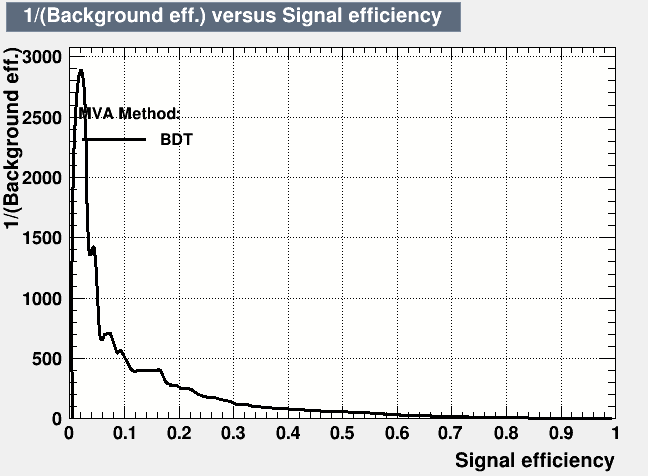 1/(Background eff.) versus Signal efficiency
1/(Background eff.)
3000
2500
2000
1500
1000
500
0
MVA Method:
BDT
0 0.1 0.2 0.3 0.4 0.5 0.6 0.7 0.8 0.9 1
Signal efficiency